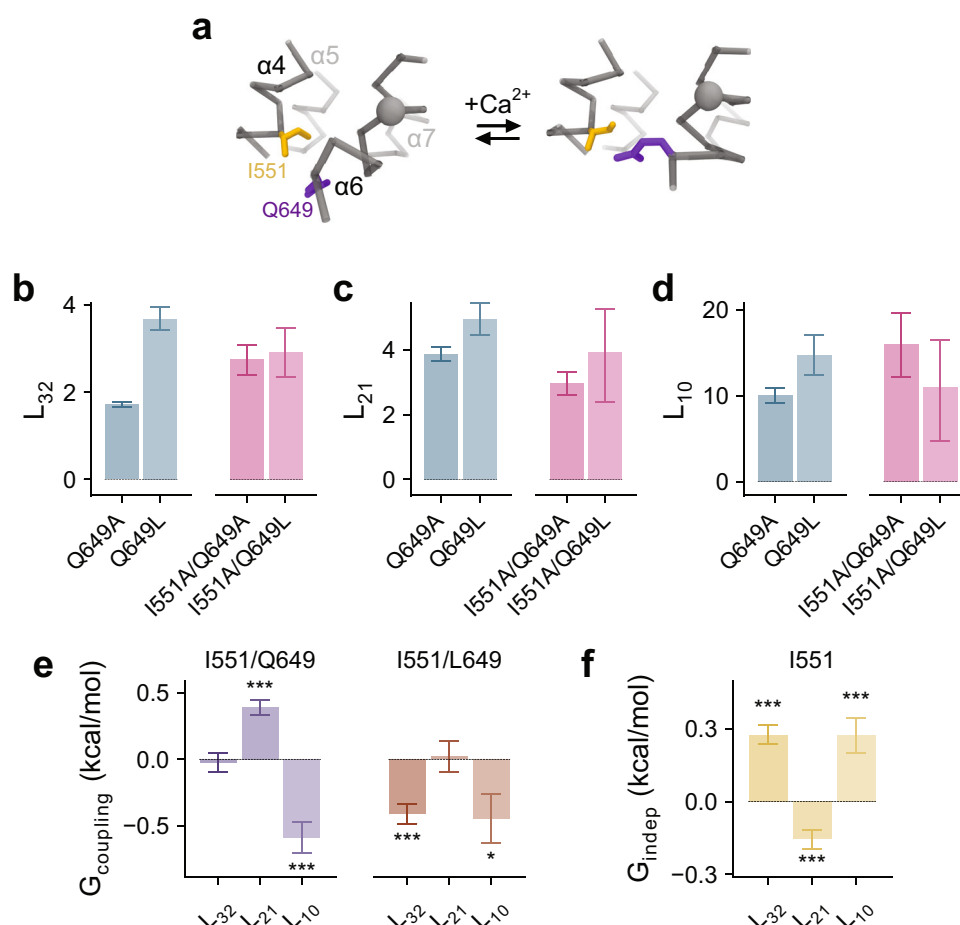 a
α4
α5
+Ca²⁺
α7
I551
α6
Q649
b
c
d
4
2
0
L₃₂
4
2
0
L₂₁
20
10
0
L₁₀
Q649A
Q649L
I551A/Q649A
I551A/Q649L
Q649A
Q649L
I551A/Q649A
I551A/Q649L
Q649A
Q649L
I551A/Q649A
I551A/Q649L
e
I551/Q649
I551/L649
f
I551
G_coupling (kcal/mol)
0.5
0.0
−0.5
***
***
***
*
L₃₂
L₂₁
L₁₀
L₃₂
L₂₁
L₁₀
G_indep (kcal/mol)
0.3
0.0
−0.3
***
***
***
L₃₂
L₂₁
L₁₀